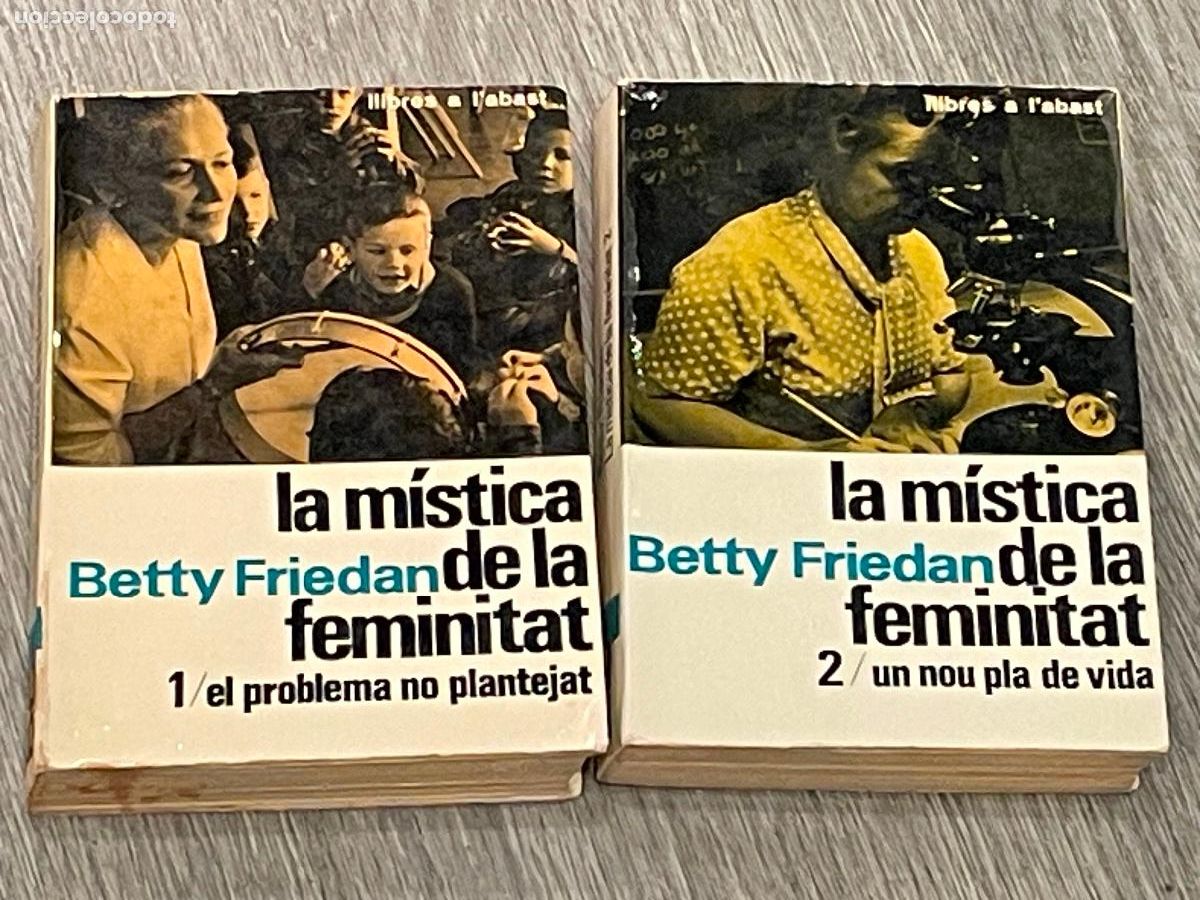 todocoleccion
llibres a l'abast
la mística
Betty Friedan de la
feminitat
1/el problema no plantejat
llibres a l'abast
la mística
Betty Friedan de la
feminitat
2/un nou pla de vida